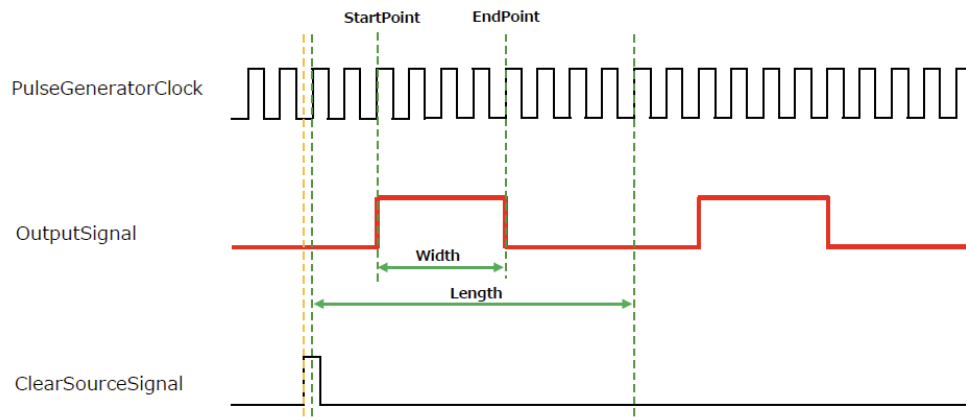 StartPoint
EndPoint
PulseGeneratorClock
OutputSignal
Width
Length
ClearSourceSignal